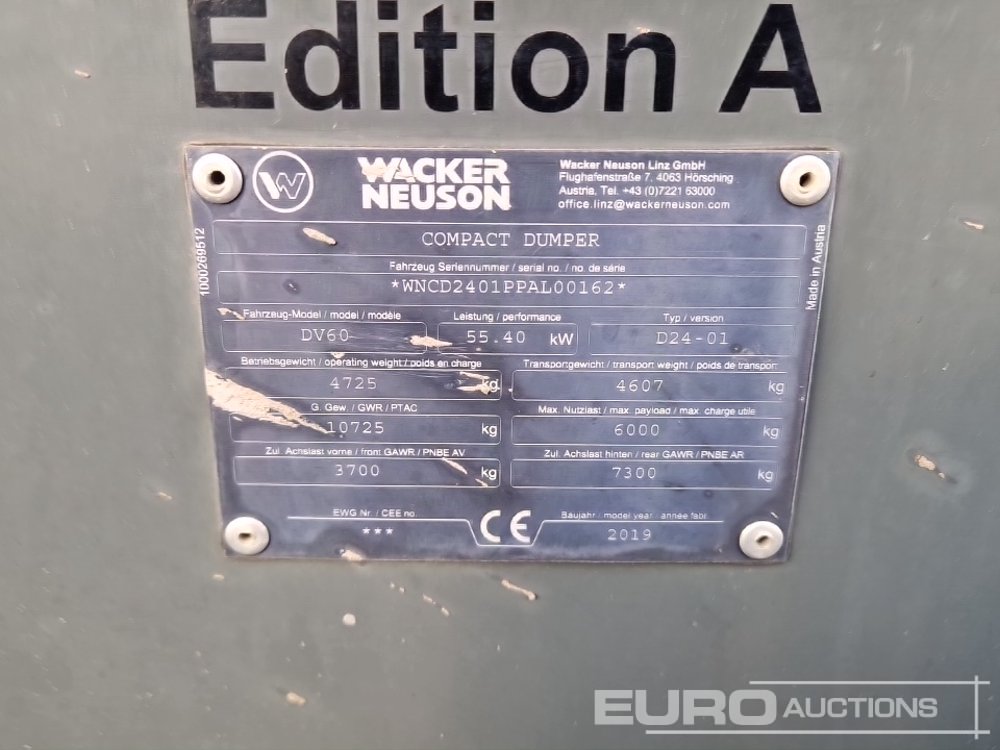 Edition A
WACKER
NEUSON
Wacker Neuson Linz GmbH
Flughafenstraße 7, 4063 Hörsching
Austria, Tel. +43 (0)7221 63000
office.linz@wackerneuson.com
1000269512
Made in Austria
COMPACT DUMPER
Fahrzeug Seriennummer / serial no. / no. de série
*WNCD2401PPAL00162*
Fahrzeug-Model / model / modèle
DV60
Leistung / performance
55.40 kW
Typ / version
D24-01
Betriebsgewicht / operating weight / poids en charge
4725 kg
Transportgewicht / transport weight / poids de transport
4607 kg
G. Gew. / GWR / PTAC
10725 kg
Max. Nutzlast / max. payload / max. charge utile
6000 kg
Zul. Achslast vorne / front GAWR / PNBE AV
3700 kg
Zul. Achslast hinten / rear GAWR / PNBE AR
7300 kg
EWG Nr. / CEE no.
***
CE
Baujahr / model year / année fabr.
2019
EURO AUCTIONS